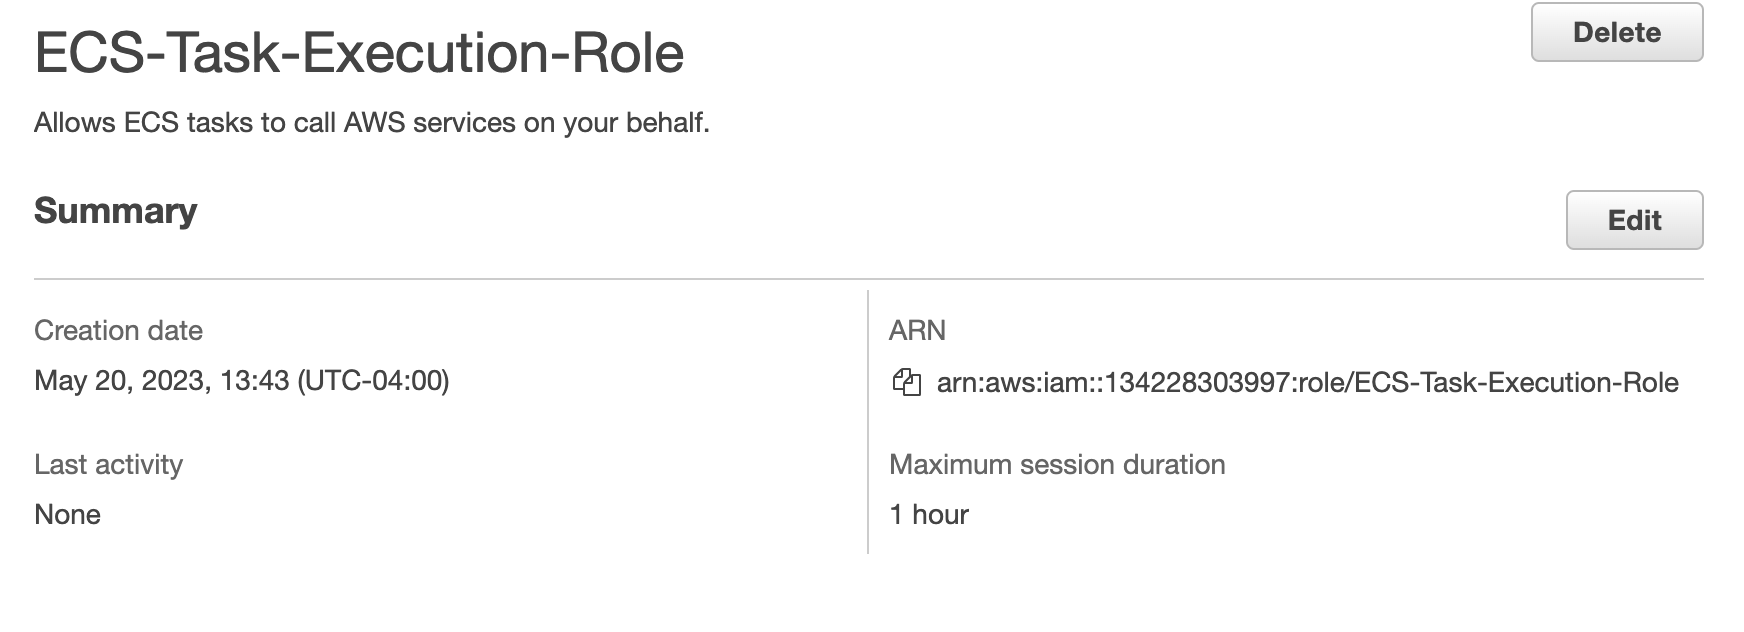 ECS-Task-Execution-Role
Delete
Allows ECS tasks to call AWS services on your behalf.
Summary
Edit
Creation date
May 20, 2023, 13:43 (UTC-04:00)
ARN
arn:aws:iam::134228303997:role/ECS-Task-Execution-Role
Last activity
None
Maximum session duration
1 hour